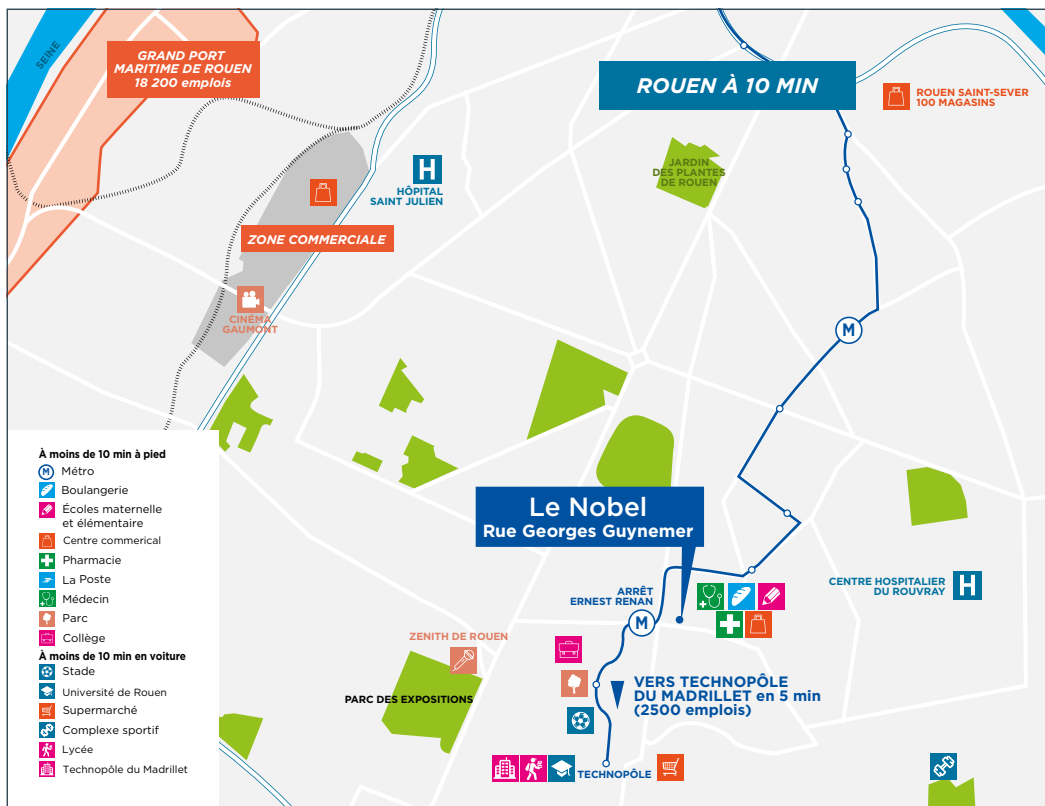 SEINE
GRAND PORT
MARITIME DE ROUEN
18 200 emplois
ROUEN À 10 MIN
ROUEN SAINT-SEVER
100 MAGASINS
JARDIN
DES PLANTES
DE ROUEN
H
HÔPITAL
SAINT JULIEN
ZONE COMMERCIALE
CINÉMA
GAUMONT
M
Le Nobel
Rue Georges Guynemer
ARRÊT
ERNEST RENAN
M
CENTRE HOSPITALIER
DU ROUVRAY
H
ZENITH DE ROUEN
PARC DES EXPOSITIONS
VERS TECHNOPÔLE
DU MADRILLET en 5 min
(2500 emplois)
TECHNOPÔLE
À moins de 10 min à pied
M Métro
Boulangerie
Écoles maternelle
et élémentaire
Centre commerical
Pharmacie
La Poste
Médecin
Parc
Collège
À moins de 10 min en voiture
Stade
Université de Rouen
Supermarché
Complexe sportif
Lycée
Technopole du Madrillet